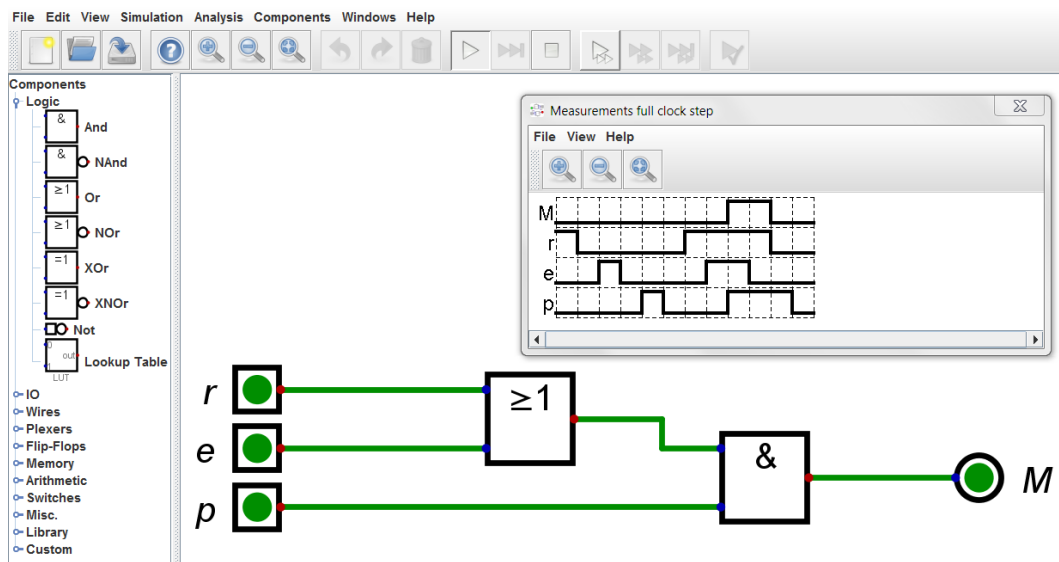 File Edit View Simulation Analysis Components Windows Help
Components
Logic
& And
& NAnd
≥1 Or
≥1 NOr
=1 XOr
=1 XNOr
Not
0 out 1 Lookup Table
LUT
IO
Wires
Plexers
Flip-Flops
Memory
Arithmetic
Switches
Misc.
Library
Custom
Measurements full clock step
File View Help
M
r
e
p
r
e
p
≥1
&
M